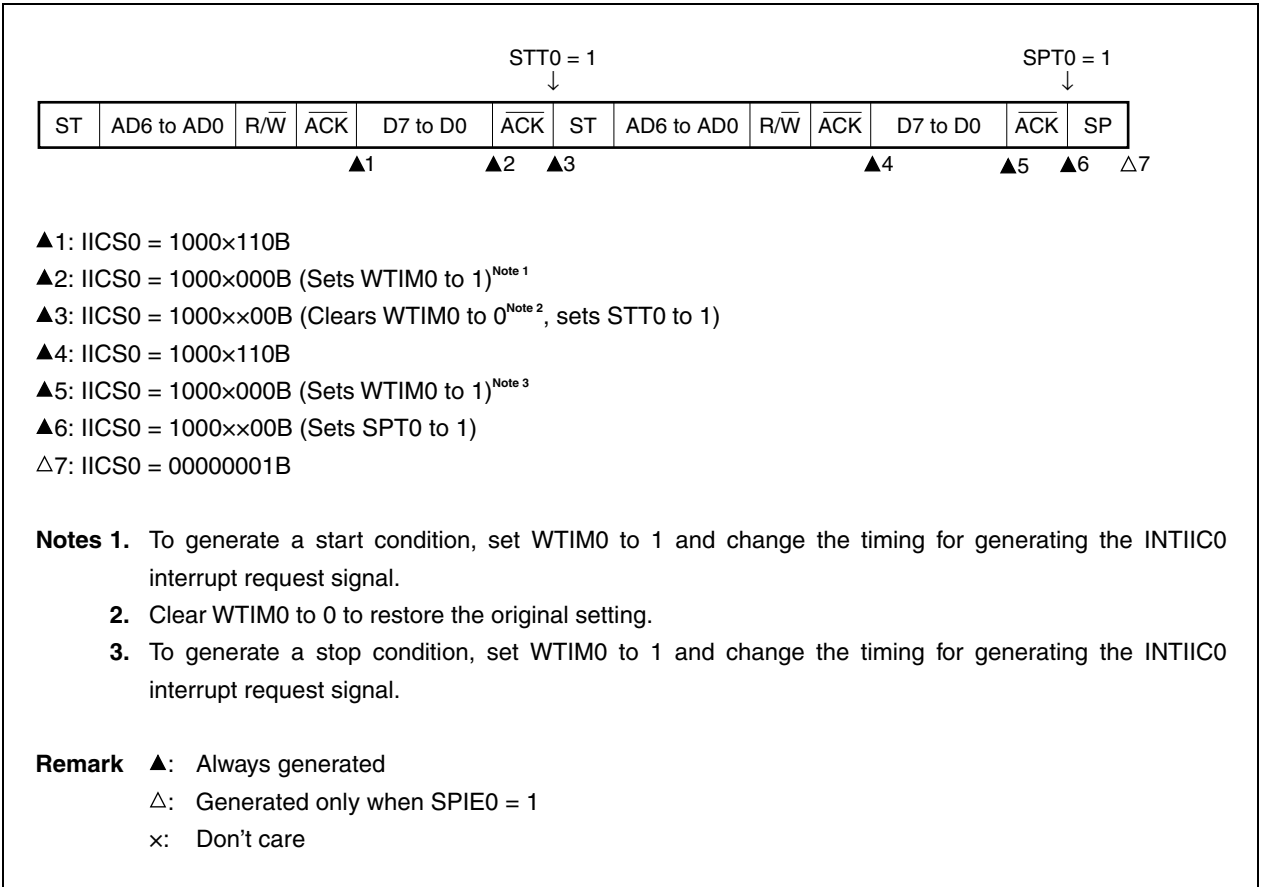 STT0 = 1 SPT0 = 1
↓ ↓
ST AD6 to AD0 R/W̅ A̅C̅K̅ D7 to D0 A̅C̅K̅ ST AD6 to AD0 R/W̅ A̅C̅K̅ D7 to D0 A̅C̅K̅ SP
▲1 ▲2 ▲3 ▲4 ▲5 ▲6 △7
▲1: IICS0 = 1000×110B
▲2: IICS0 = 1000×000B (Sets WTIM0 to 1)Note 1
▲3: IICS0 = 1000××00B (Clears WTIM0 to 0Note 2, sets STT0 to 1)
▲4: IICS0 = 1000×110B
▲5: IICS0 = 1000×000B (Sets WTIM0 to 1)Note 3
▲6: IICS0 = 1000××00B (Sets SPT0 to 1)
△7: IICS0 = 00000001B
Notes 1. To generate a start condition, set WTIM0 to 1 and change the timing for generating the INTIIC0
interrupt request signal.
2. Clear WTIM0 to 0 to restore the original setting.
3. To generate a stop condition, set WTIM0 to 1 and change the timing for generating the INTIIC0
interrupt request signal.
Remark ▲: Always generated
△: Generated only when SPIE0 = 1
×: Don't care